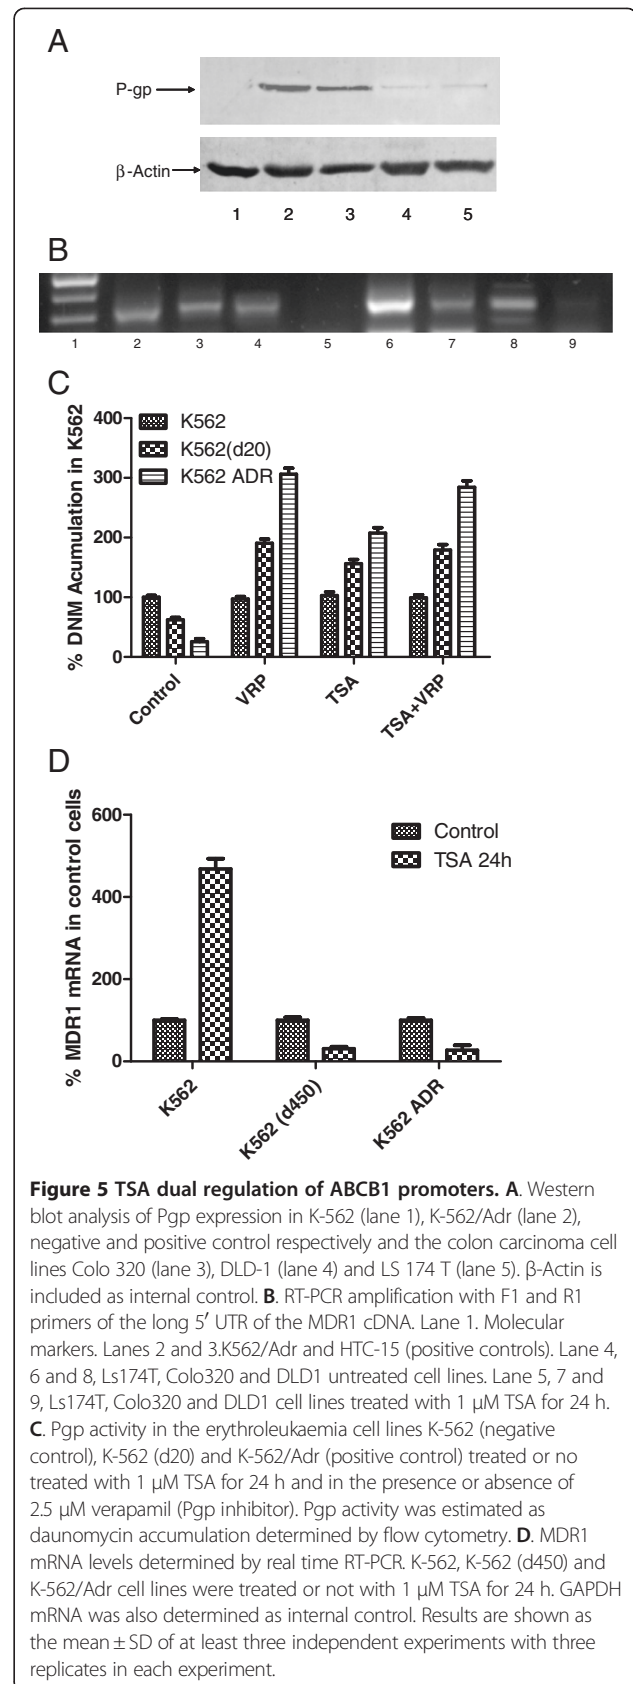 A
P-gp
β-Actin
1 2 3 4 5
B
1 2 3 4 5 6 7 8 9
C
% DNM Acumulation in K562
400
300
200
100
0
K562
K562(d20)
K562 ADR
Control
VRP
TSA
TSA+VRP
D
% MDR1 mRNA in control cells
600
400
200
0
Control
TSA 24h
K562
K562 (d450)
K562 ADR
Figure 5 TSA dual regulation of ABCB1 promoters. A. Western
blot analysis of Pgp expression in K-562 (lane 1), K-562/Adr (lane 2),
negative and positive control respectively and the colon carcinoma cell
lines Colo 320 (lane 3), DLD-1 (lane 4) and LS 174 T (lane 5). β-Actin is
included as internal control. B. RT-PCR amplification with F1 and R1
primers of the long 5′ UTR of the MDR1 cDNA. Lane 1. Molecular
markers. Lanes 2 and 3.K562/Adr and HTC-15 (positive controls). Lane 4,
6 and 8, Ls174T, Colo320 and DLD1 untreated cell lines. Lane 5, 7 and
9, Ls174T, Colo320 and DLD1 cell lines treated with 1 μM TSA for 24 h.
C. Pgp activity in the erythroleukaemia cell lines K-562 (negative
control), K-562 (d20) and K-562/Adr (positive control) treated or no
treated with 1 μM TSA for 24 h and in the presence or absence of
2.5 μM verapamil (Pgp inhibitor). Pgp activity was estimated as
daunomycin accumulation determined by flow cytometry. D. MDR1
mRNA levels determined by real time RT-PCR. K-562, K-562 (d450) and
K-562/Adr cell lines were treated or not with 1 μM TSA for 24 h. GAPDH
mRNA was also determined as internal control. Results are shown as
the mean ± SD of at least three independent experiments with three
replicates in each experiment.